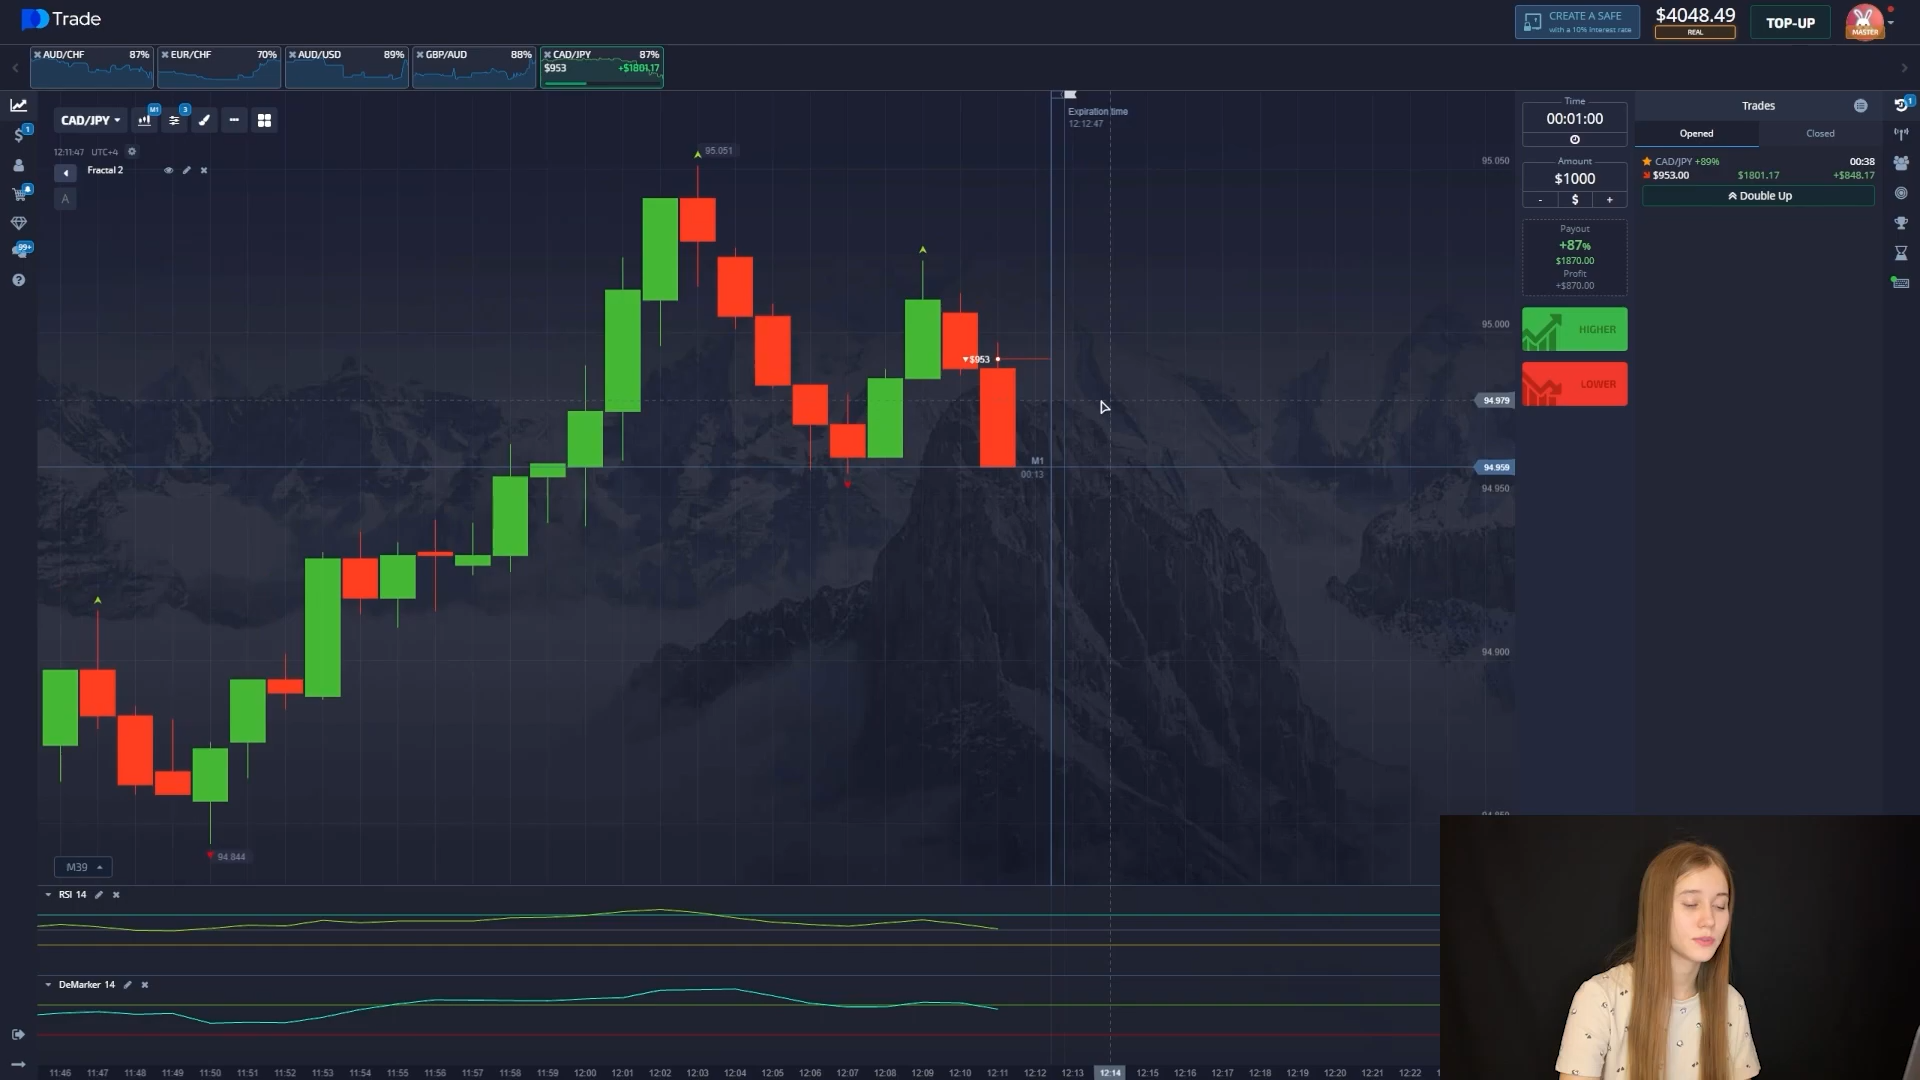 Trade
CREATE A SAFE
with a 10% interest rate
$4048.49
REAL
TOP-UP
MASTER
AUD/CHF 87%
EUR/CHF 70%
AUD/USD 89%
GBP/AUD 88%
CAD/JPY 87%
$953 +$1801.17
CAD/JPY
M1
3
12:11:47 UTC+4
Fractal 2
A
1
99+
Expiration time
12:12:47
95.051
95.050
95.000
$953
94.979
M1
00:13
94.959
94.950
94.900
94.844
M39
RSI 14
DeMarker 14
11:46 11:47 11:48 11:49 11:50 11:51 11:52 11:53 11:54 11:55 11:56 11:57 11:58 11:59 12:00 12:01 12:02 12:03 12:04 12:05 12:06 12:07 12:08 12:09 12:10 12:11 12:12 12:13 12:14 12:15 12:16 12:17 12:18 12:19 12:20 12:21 12:22
Time
00:01:00
Amount
$1000
- $ +
Payout
+87%
$1870.00
Profit
+$870.00
HIGHER
LOWER
Trades
Opened Closed
CAD/JPY +89% 00:38
$953.00 $1801.17 +$848.17
Double Up
1